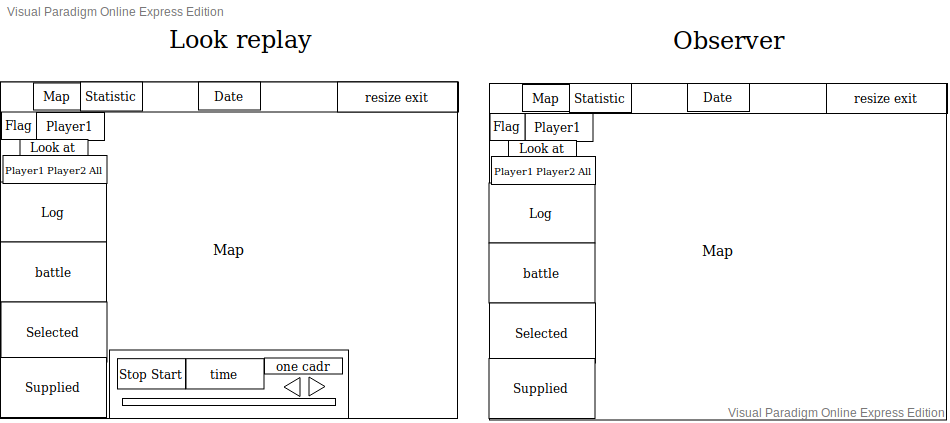 Visual Paradigm Online Express Edition
Look replay
Map Statistic Date resize exit
Flag Player1
Look at
Player1 Player2 All
Log
battle
Selected
Supplied
Map
Stop Start time one cadr
Observer
Map Statistic Date resize exit
Flag Player1
Look at
Player1 Player2 All
Log
battle
Selected
Supplied
Map
Visual Paradigm Online Express Edition